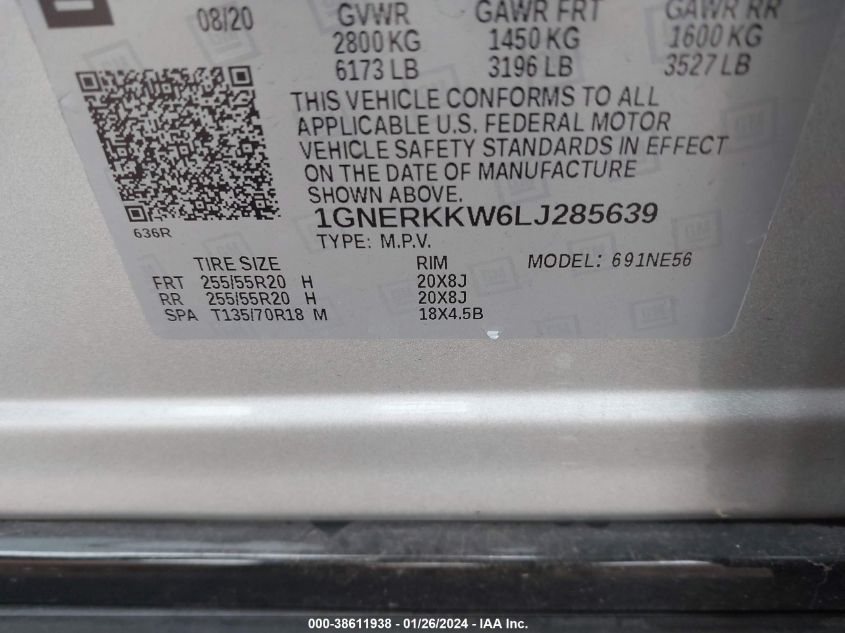 08/20 GVWR GAWR FRT GAWR RR
2800 KG 1450 KG 1600 KG
6173 LB 3196 LB 3527 LB
THIS VEHICLE CONFORMS TO ALL
APPLICABLE U.S. FEDERAL MOTOR
VEHICLE SAFETY STANDARDS IN EFFECT
ON THE DATE OF MANUFACTURE
SHOWN ABOVE.
1GNERKKW6LJ285639
636R
TYPE: M.P.V.
TIRE SIZE RIM MODEL: 691NE56
FRT 255/55R20 H 20X8J
RR 255/55R20 H 20X8J
SPA T135/70R18 M 18X4.5B
GM
000-38611938 - 01/26/2024 - IAA Inc.